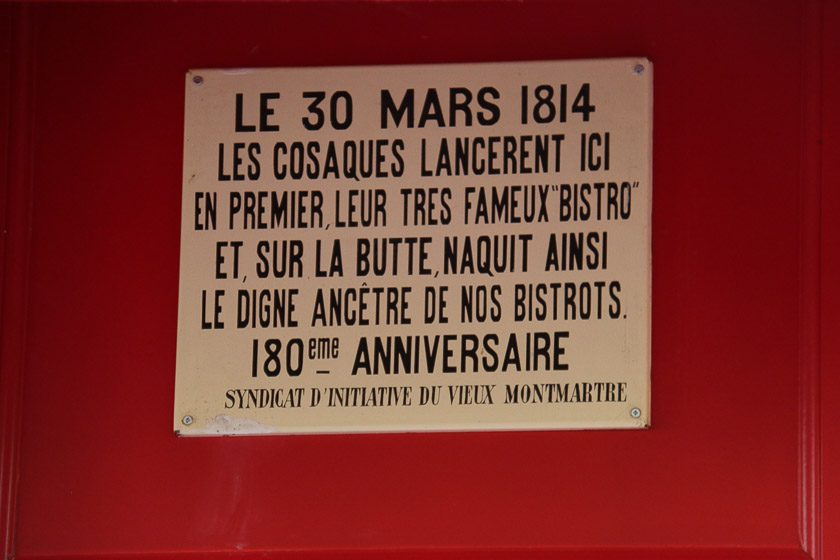 LE 30 MARS 1814
LES COSAQUES LANCERENT ICI
EN PREMIER, LEUR TRES FAMEUX "BISTRO"
ET, SUR LA BUTTE, NAQUIT AINSI
LE DIGNE ANCÊTRE DE NOS BISTROTS.
180eme ANNIVERSAIRE
SYNDICAT D'INITIATIVE DU VIEUX MONTMARTRE